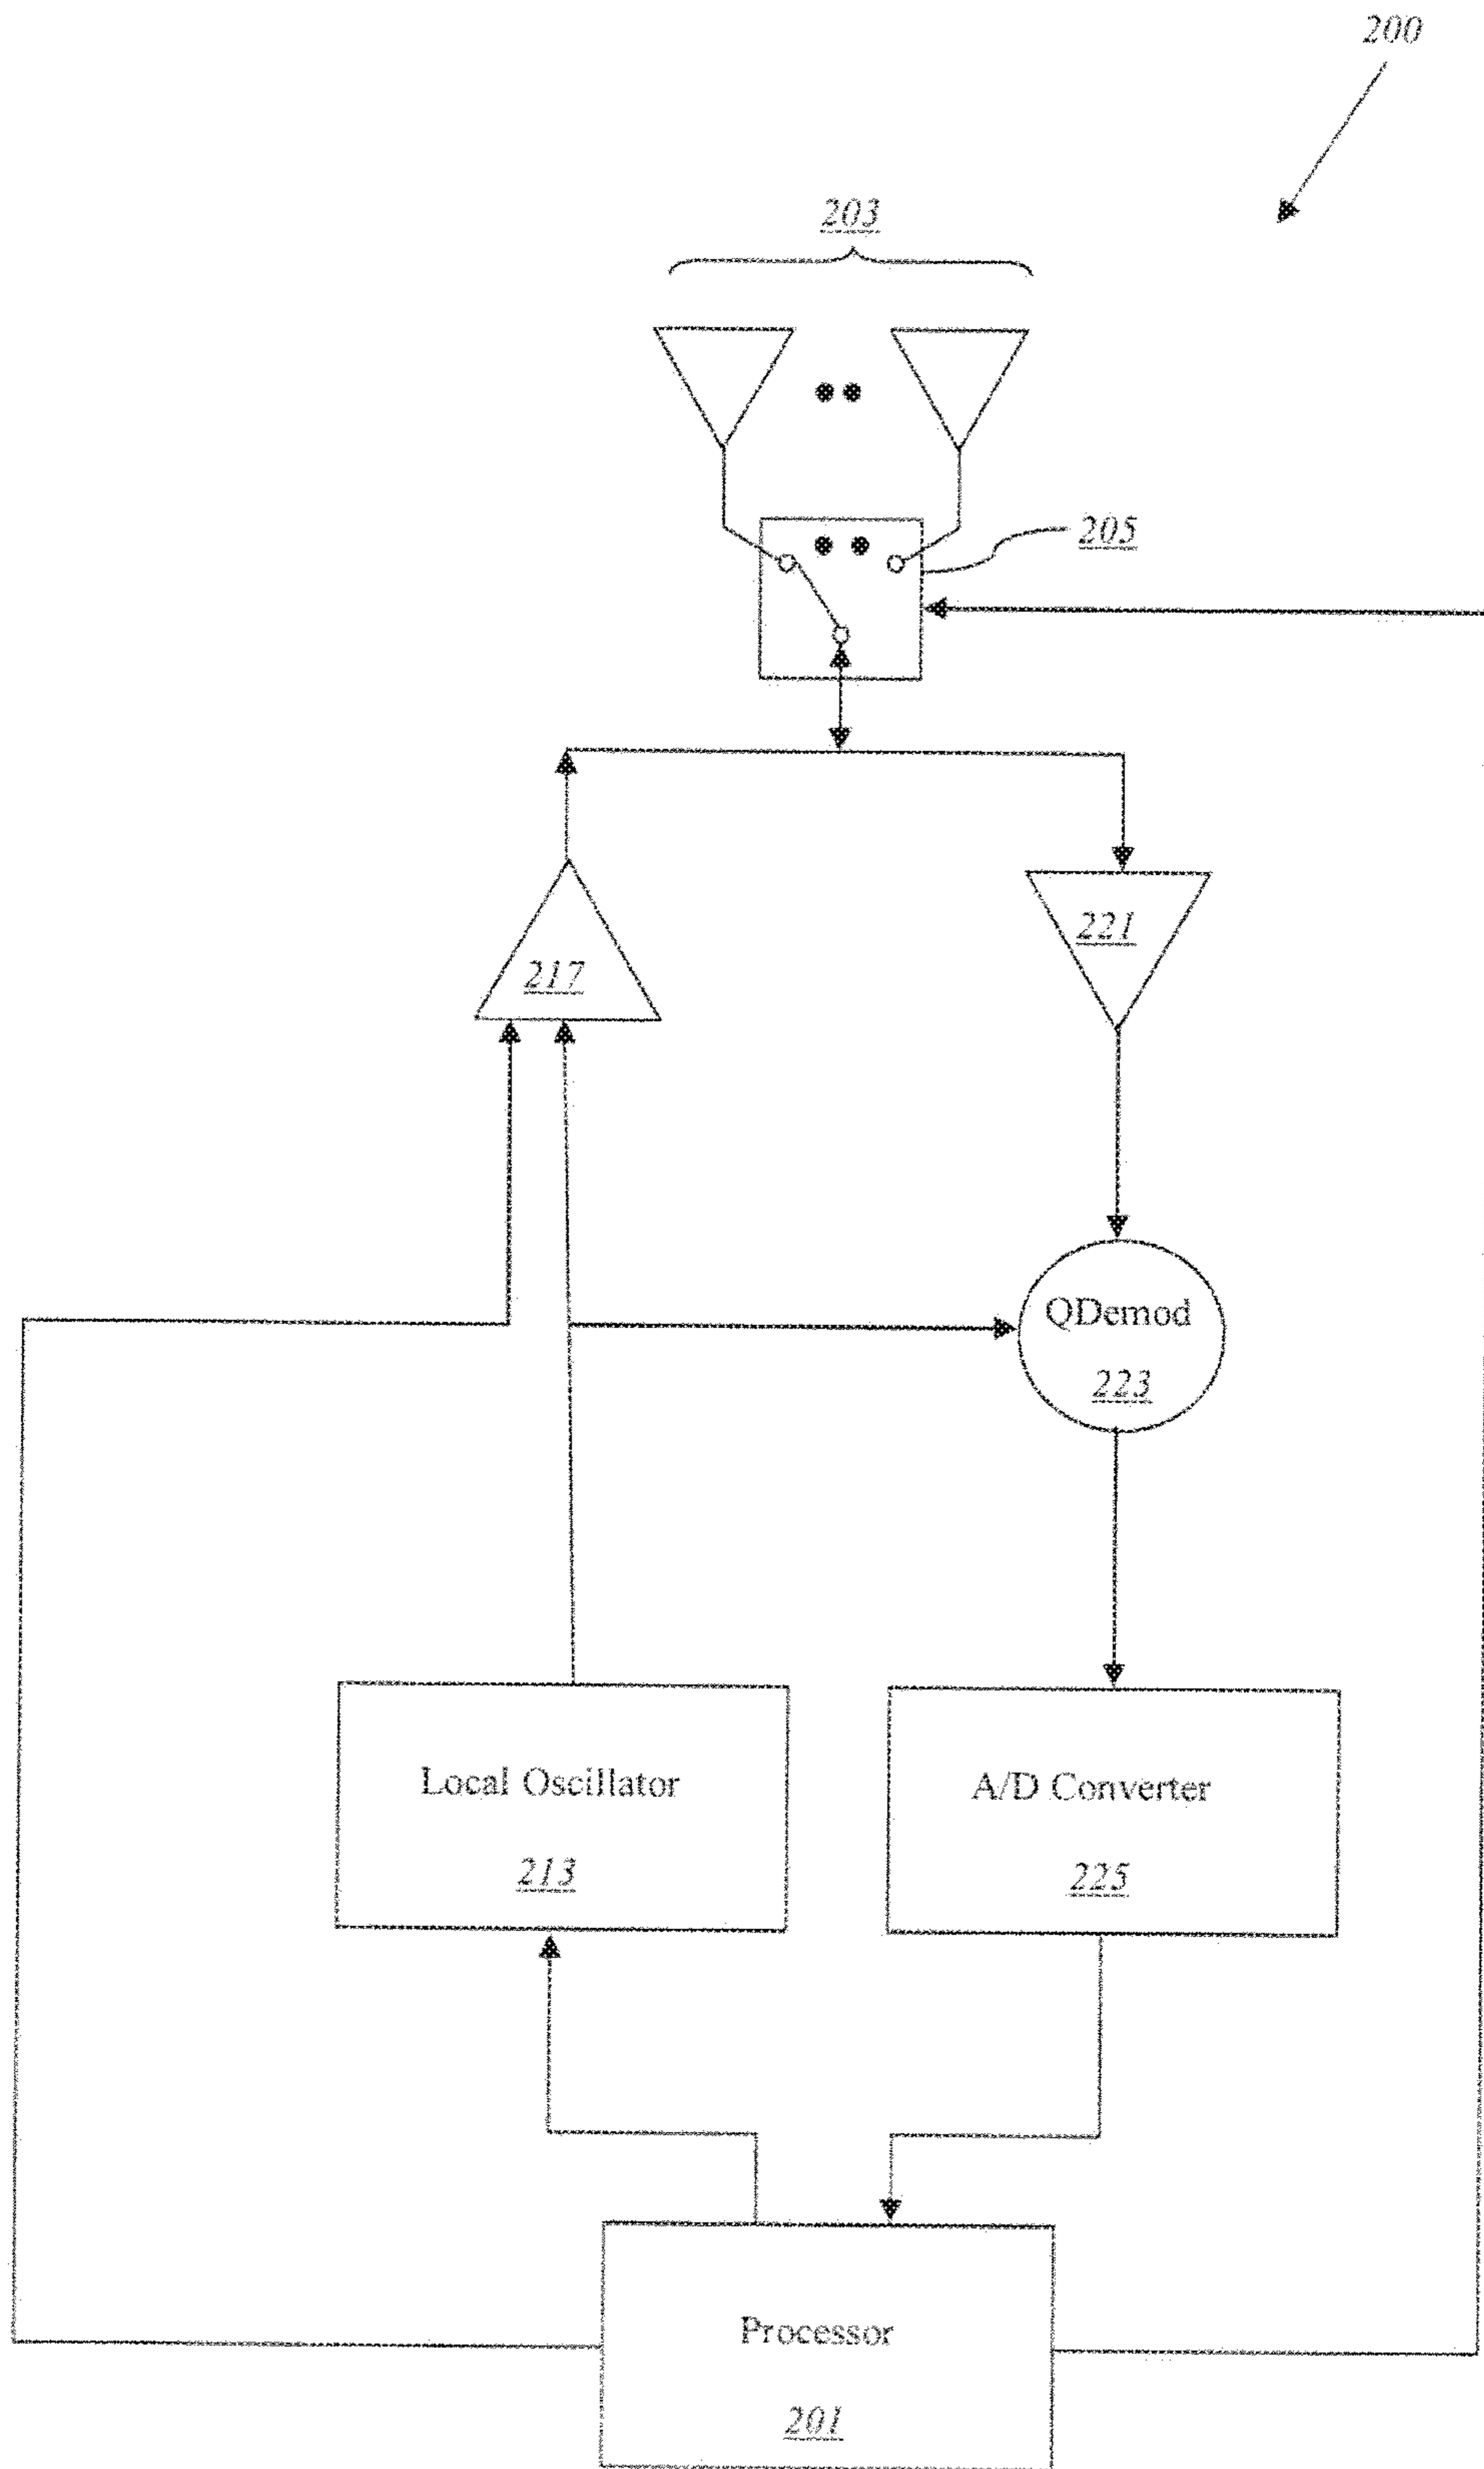 200
203
205
221
217
QDemod
223
Local Oscillator
213
A/D Converter
225
Processor
201